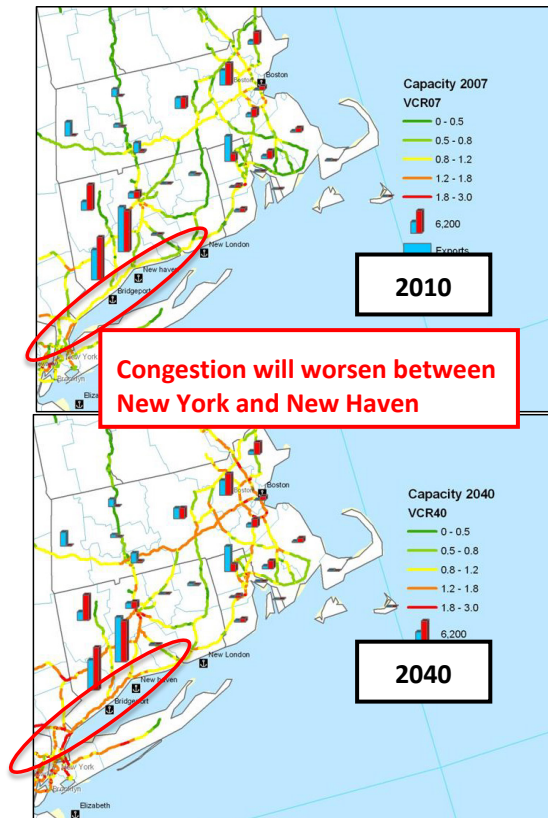 Boston
Boston
Capacity 2007
VCR07
0 - 0.5
0.5 - 0.8
0.8 - 1.2
1.2 - 1.8
1.8 - 3.0
6,200
Exports
New London
New haven
Bridgeport
2010
New York
Brooklyn
Congestion will worsen between
New York and New Haven
Boston
Boston
Capacity 2040
VCR40
0 - 0.5
0.5 - 0.8
0.8 - 1.2
1.2 - 1.8
1.8 - 3.0
6,200
New London
New haven
Bridgeport
2040
New York
Brooklyn
Elizabeth